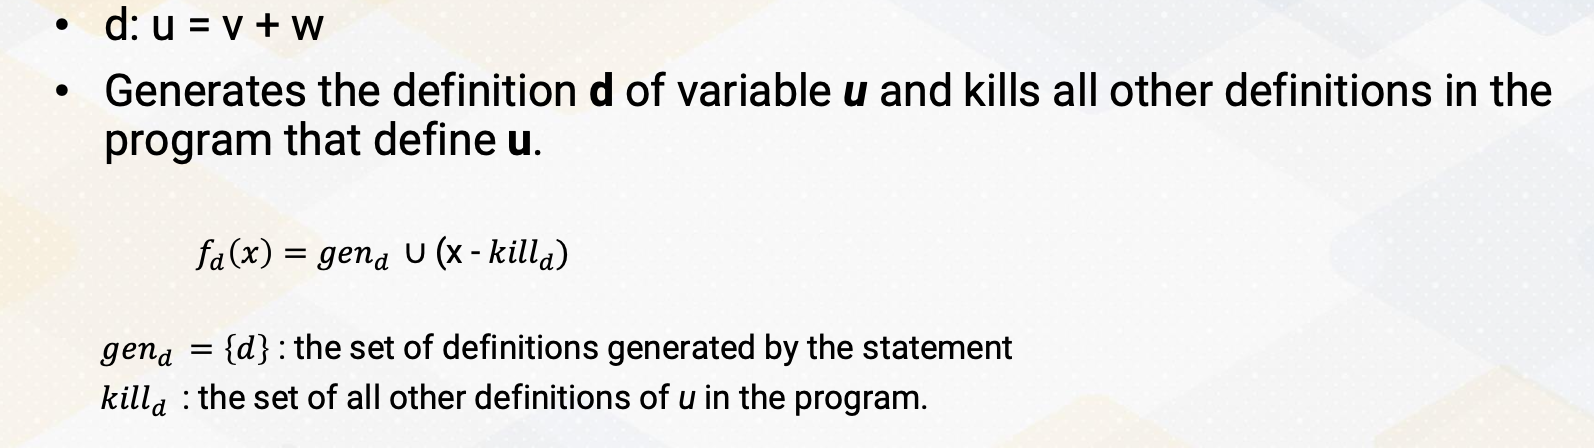 • d: u = v + w
• Generates the definition d of variable u and kills all other definitions in the
program that define u.
f_d(x) = gen_d ∪ (x - kill_d)
gen_d = {d} : the set of definitions generated by the statement
kill_d : the set of all other definitions of u in the program.